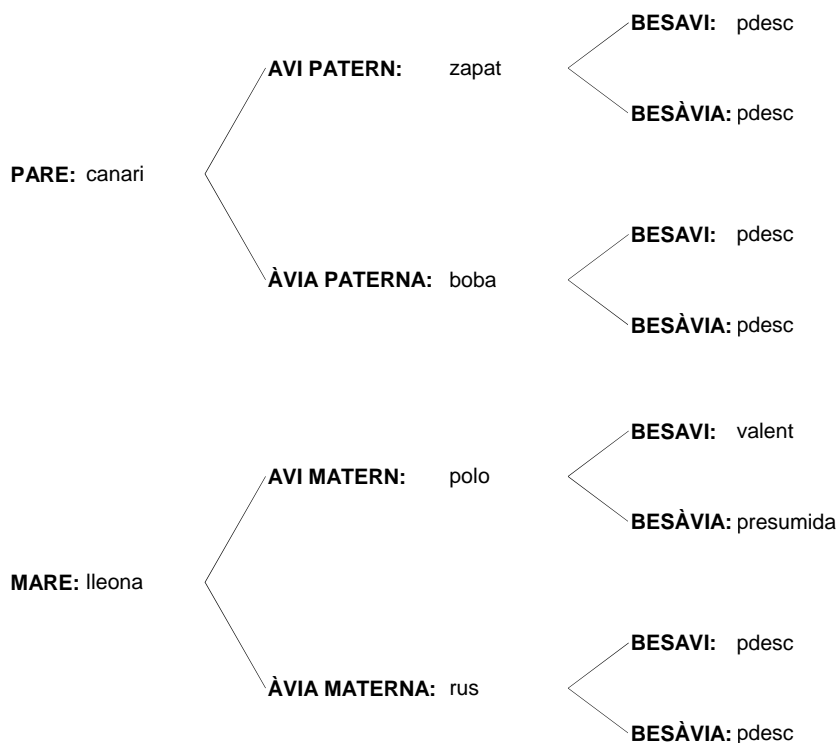 BESAVI: pdesc
AVI PATERN: zapat
BESÀVIA: pdesc
PARE: canari
BESAVI: pdesc
ÀVIA PATERNA: boba
BESÀVIA: pdesc
BESAVI: valent
AVI MATERN: polo
BESÀVIA: presumida
MARE: lleona
BESAVI: pdesc
ÀVIA MATERNA: rus
BESÀVIA: pdesc